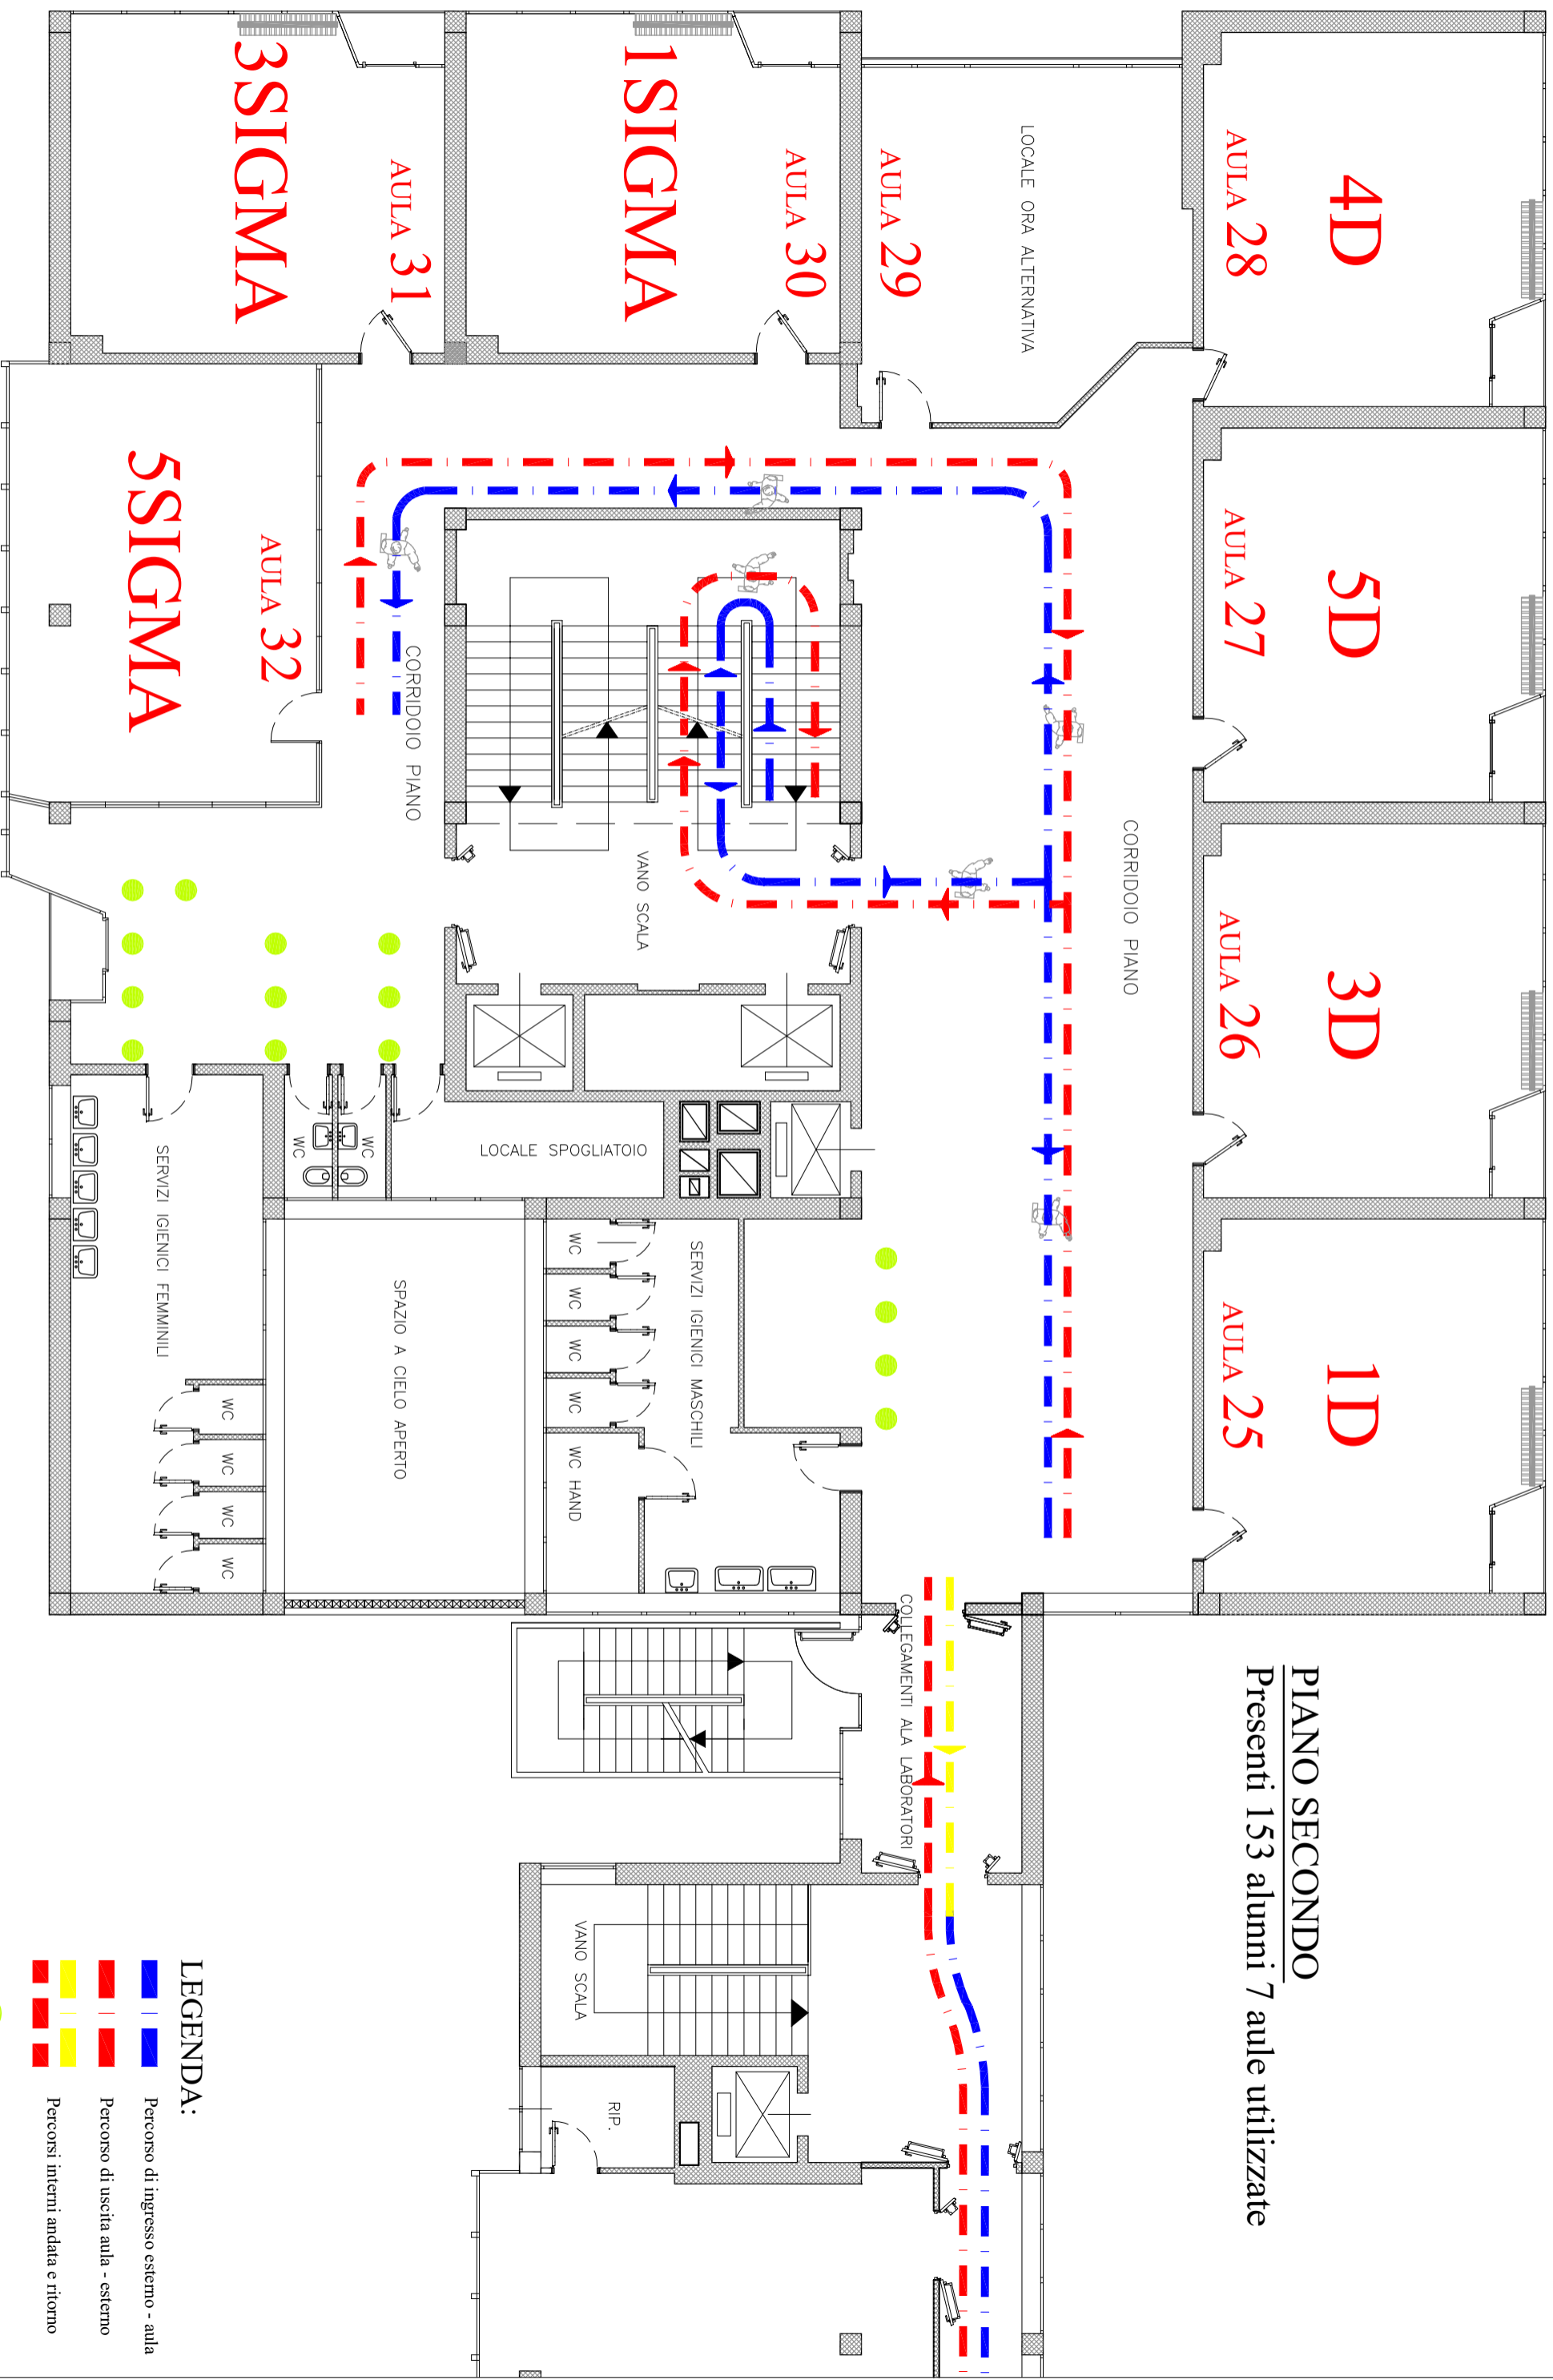 PIANO SECONDO
Presenti 153 alunni 7 aule utilizzate
4D
AULA 28
5D
AULA 27
3D
AULA 26
1D
AULA 25
LOCALE ORA ALTERNATIVA
AULA 29
CORRIDOIO PIANO
AULA 30
1SIGMA
AULA 31
3SIGMA
AULA 32
5SIGMA
CORRIDOIO PIANO
VANO SCALA
LOCALE SPOGLIATOIO
WC
WC
SERVIZI IGIENICI MASCHILI
WC
WC
WC
WC
WC HAND
SPAZIO A CIELO APERTO
SERVIZI IGIENICI FEMMINILI
WC
WC
WC
WC
COLLEGAMENTI ALA LABORATORI
VANO SCALA
RIP.
LEGENDA:
Percorso di ingresso esterno - aula
Percorso di uscita aula - esterno
Percorsi interni andata e ritorno